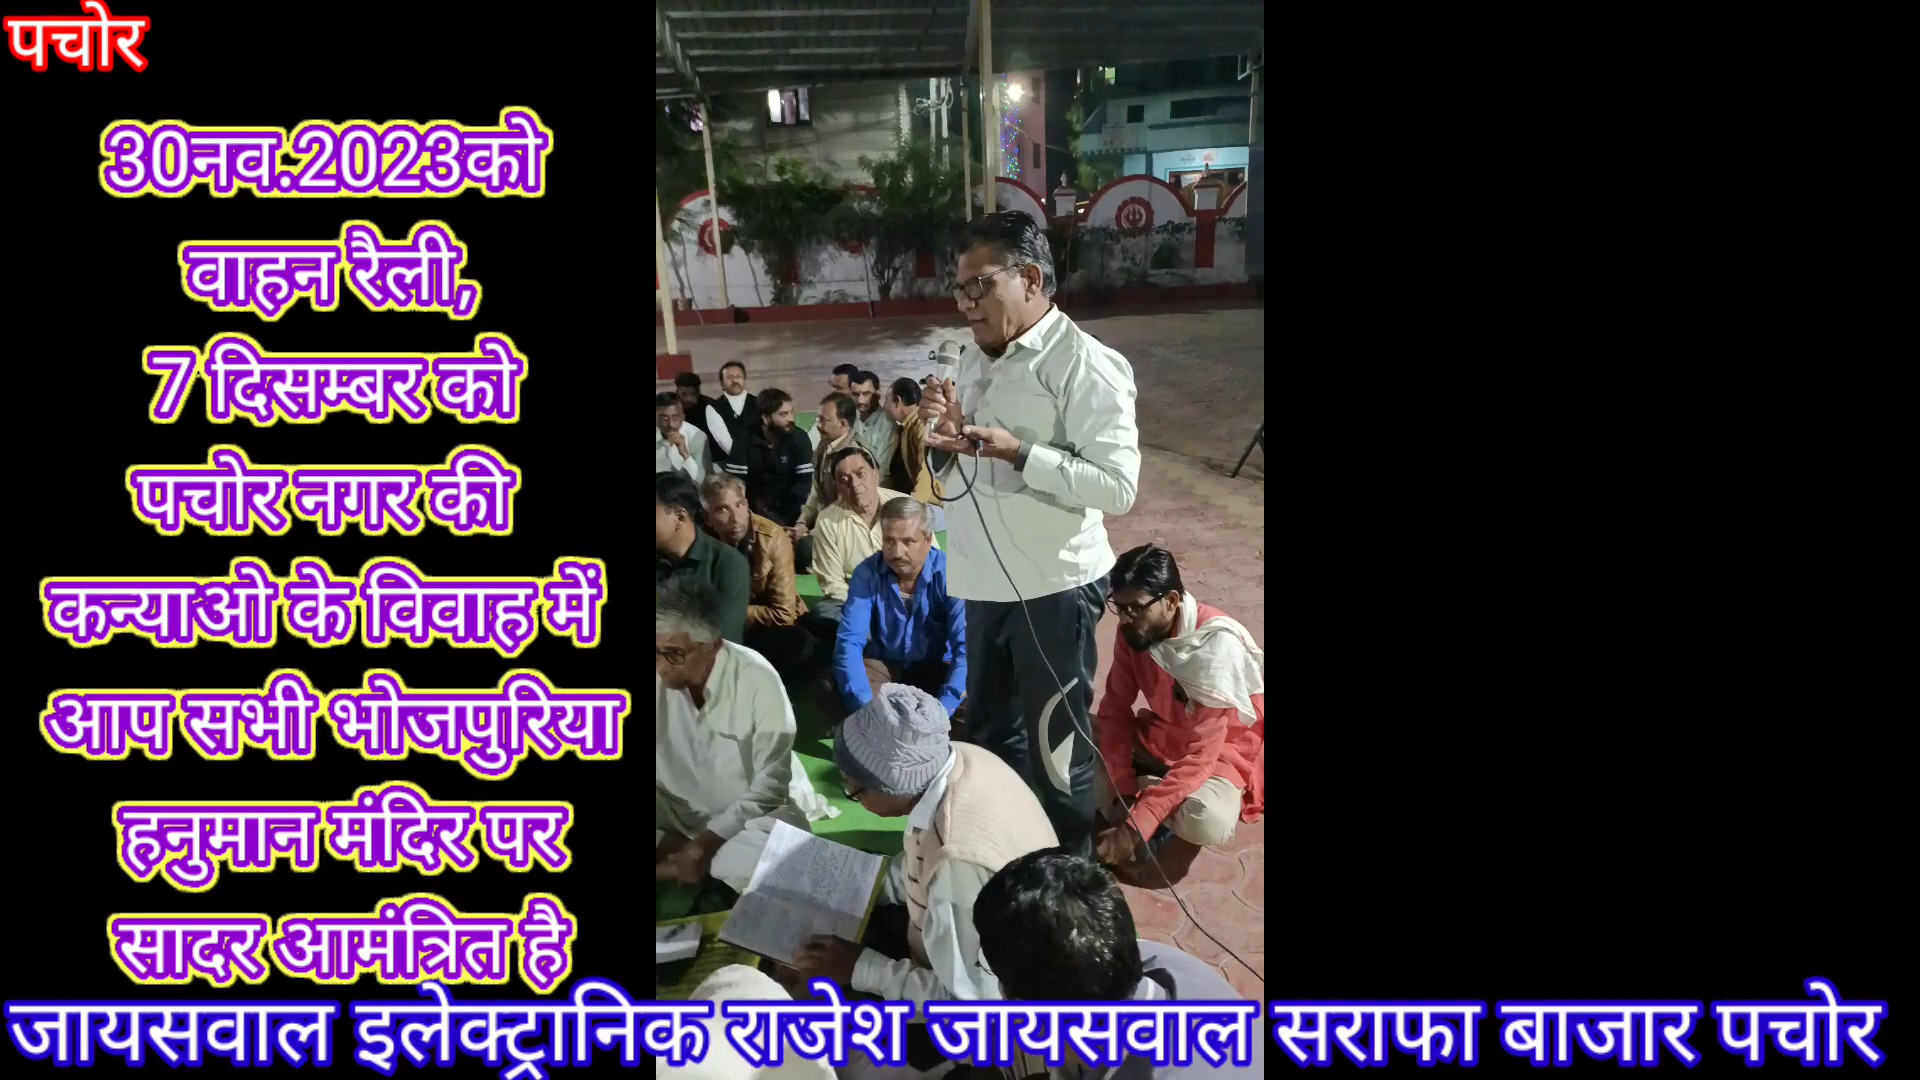 पचोर
30नव.2023को
वाहन रैली,
7 दिसम्बर को
पचोर नगर की
कन्याओ के विवाह में
आप सभी भोजपुरिया
हनुमान मंदिर पर
सादर आमंत्रित है
जायसवाल इलेक्ट्रानिक राजेश जायसवाल सराफा बाजार पचोर